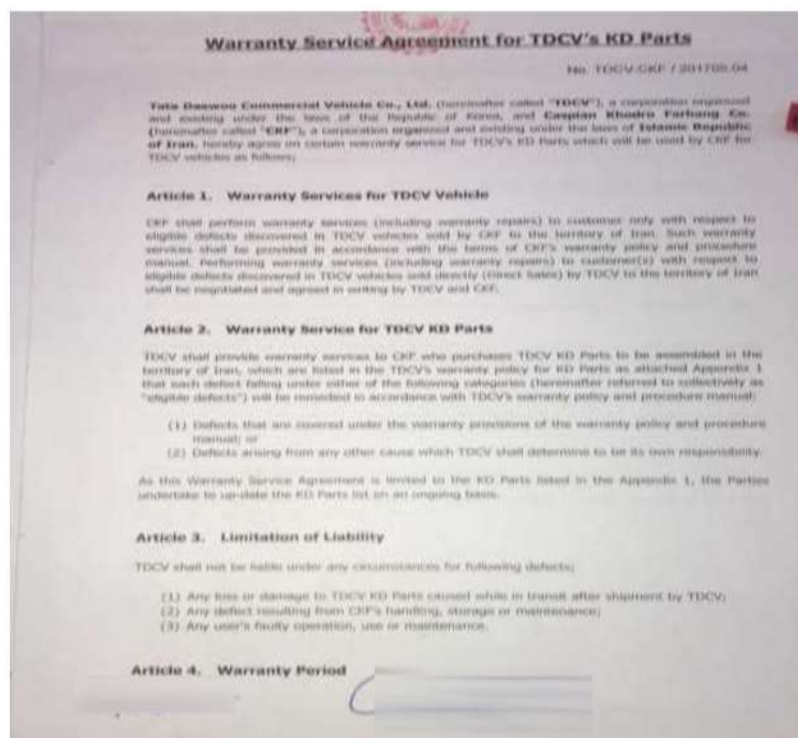 Warranty Service Agreement for TDCV's KD Parts
No. TDCV-CKF / 201705-04
Tata Daewoo Commercial Vehicle Co., Ltd. (hereinafter called "TDCV"), a corporation organized
and existing under the laws of the Republic of Korea, and Caspian Khodro Farhang Co.
(hereinafter called "CKF"), a corporation organized and existing under the laws of Islamic Republic
of Iran, hereby agree on certain warranty service for TDCV's KD Parts which will be used by CKF for
TDCV vehicles as follows;
Article 1. Warranty Services for TDCV Vehicle
CKF shall perform warranty services (including warranty repairs) to customer only with respect to
eligible defects discovered in TDCV vehicles sold by CKF to the territory of Iran. Such warranty
services shall be provided in accordance with the terms of CKF's warranty policy and procedure
manual. Performing warranty services (including warranty repairs) to customer(s) with respect to
eligible defects discovered in TDCV vehicles sold directly (Direct Sales) by TDCV to the territory of Iran
shall be negotiated and agreed in writing by TDCV and CKF.
Article 2. Warranty Service for TDCV KD Parts
TDCV shall provide warranty services to CKF who purchases TDCV KD Parts to be assembled in the
territory of Iran, which are listed in the TDCV's warranty policy for KD Parts as attached Appendix 1
that each defect falling under either of the following categories (hereinafter referred to collectively as
"eligible defects") will be remedied in accordance with TDCV's warranty policy and procedure manual;
(1) Defects that are covered under the warranty provisions of the warranty policy and procedure
manual; or
(2) Defects arising from any other cause which TDCV shall determine to be its own responsibility.
As this Warranty Service Agreement is limited to the KD Parts listed in the Appendix 1, the Parties
undertake to up-date the KD Parts list on an ongoing basis.
Article 3. Limitation of Liability
TDCV shall not be liable under any circumstances for following defects;
(1) Any loss or damage to TDCV KD Parts caused while in transit after shipment by TDCV;
(2) Any defect resulting from CKF's handling, storage or maintenance;
(3) Any user's faulty operation, use or maintenance.
Article 4. Warranty Period